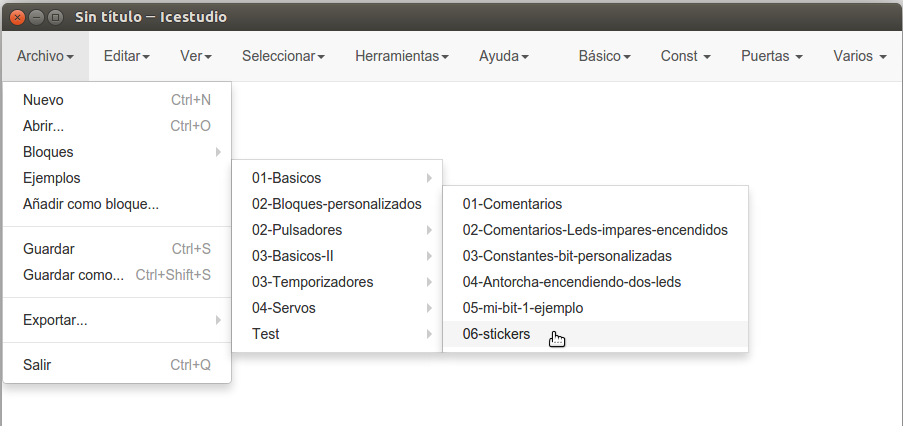 Sin título – Icestudio
Archivo Editar Ver Seleccionar Herramientas Ayuda Básico Const Puertas Varios
Nuevo Ctrl+N
Abrir... Ctrl+O
Bloques
Ejemplos
Añadir como bloque...
Guardar Ctrl+S
Guardar como... Ctrl+Shift+S
Exportar...
Salir Ctrl+Q
01-Basicos
02-Bloques-personalizados
02-Pulsadores
03-Basicos-II
03-Temporizadores
04-Servos
Test
01-Comentarios
02-Comentarios-Leds-impares-encendidos
03-Constantes-bit-personalizadas
04-Antorcha-encendiendo-dos-leds
05-mi-bit-1-ejemplo
06-stickers